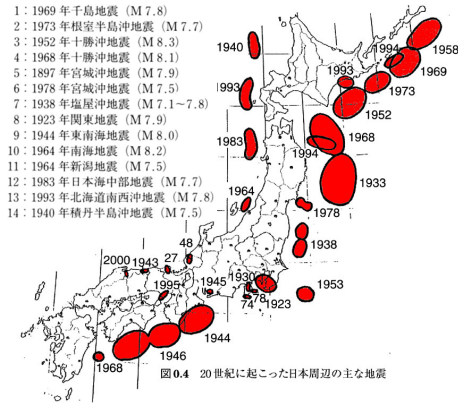 1：1969 年千島地震（M 7.8）
2：1973 年根室半島沖地震（M 7.7）
3：1952 年十勝沖地震（M 8.3）
4：1968 年十勝沖地震（M 8.1）
5：1897 年宮城沖地震（M 7.9）
6：1978 年宮城沖地震（M 7.5）
7：1938 年塩屋沖地震（M 7.1〜7.8）
8：1923 年関東地震（M 7.9）
9：1944 年東南海地震（M 8.0）
10：1964 年南海地震（M 8.2）
11：1964 年新潟地震（M 7.5）
12：1983 年日本海中部地震（M 7.7）
13：1993 年北海道南西沖地震（M 7.8）
14：1940 年積丹半島沖地震（M 7.5）
1940
1994
1958
1969
1993
1993
1973
1952
1983
1968
1994
1933
1964
1978
48
1938
2000
1943
27
1995
1945
1930
74
78
1923
1953
1944
1946
1968
図0.4　20世紀に起こった日本周辺の主な地震